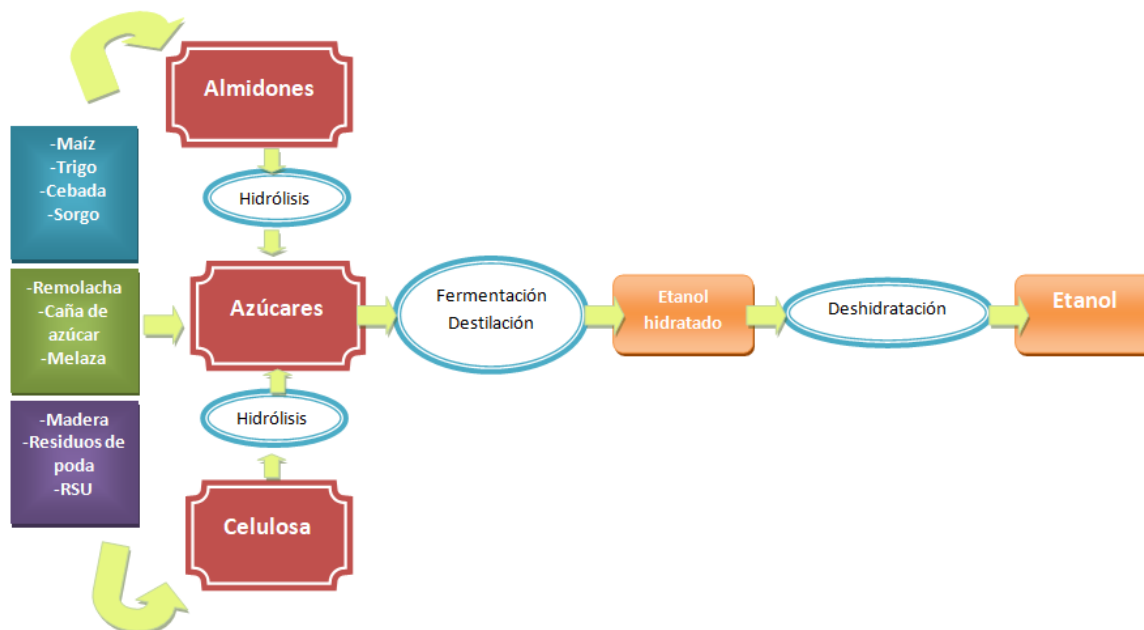 Almidones
-Maíz
-Trigo
-Cebada
-Sorgo
Hidrólisis
-Remolacha
-Caña de
azúcar
-Melaza
Azúcares
Fermentación
Destilación
Etanol
hidratado
Deshidratación
Etanol
-Madera
-Residuos de
poda
-RSU
Hidrólisis
Celulosa